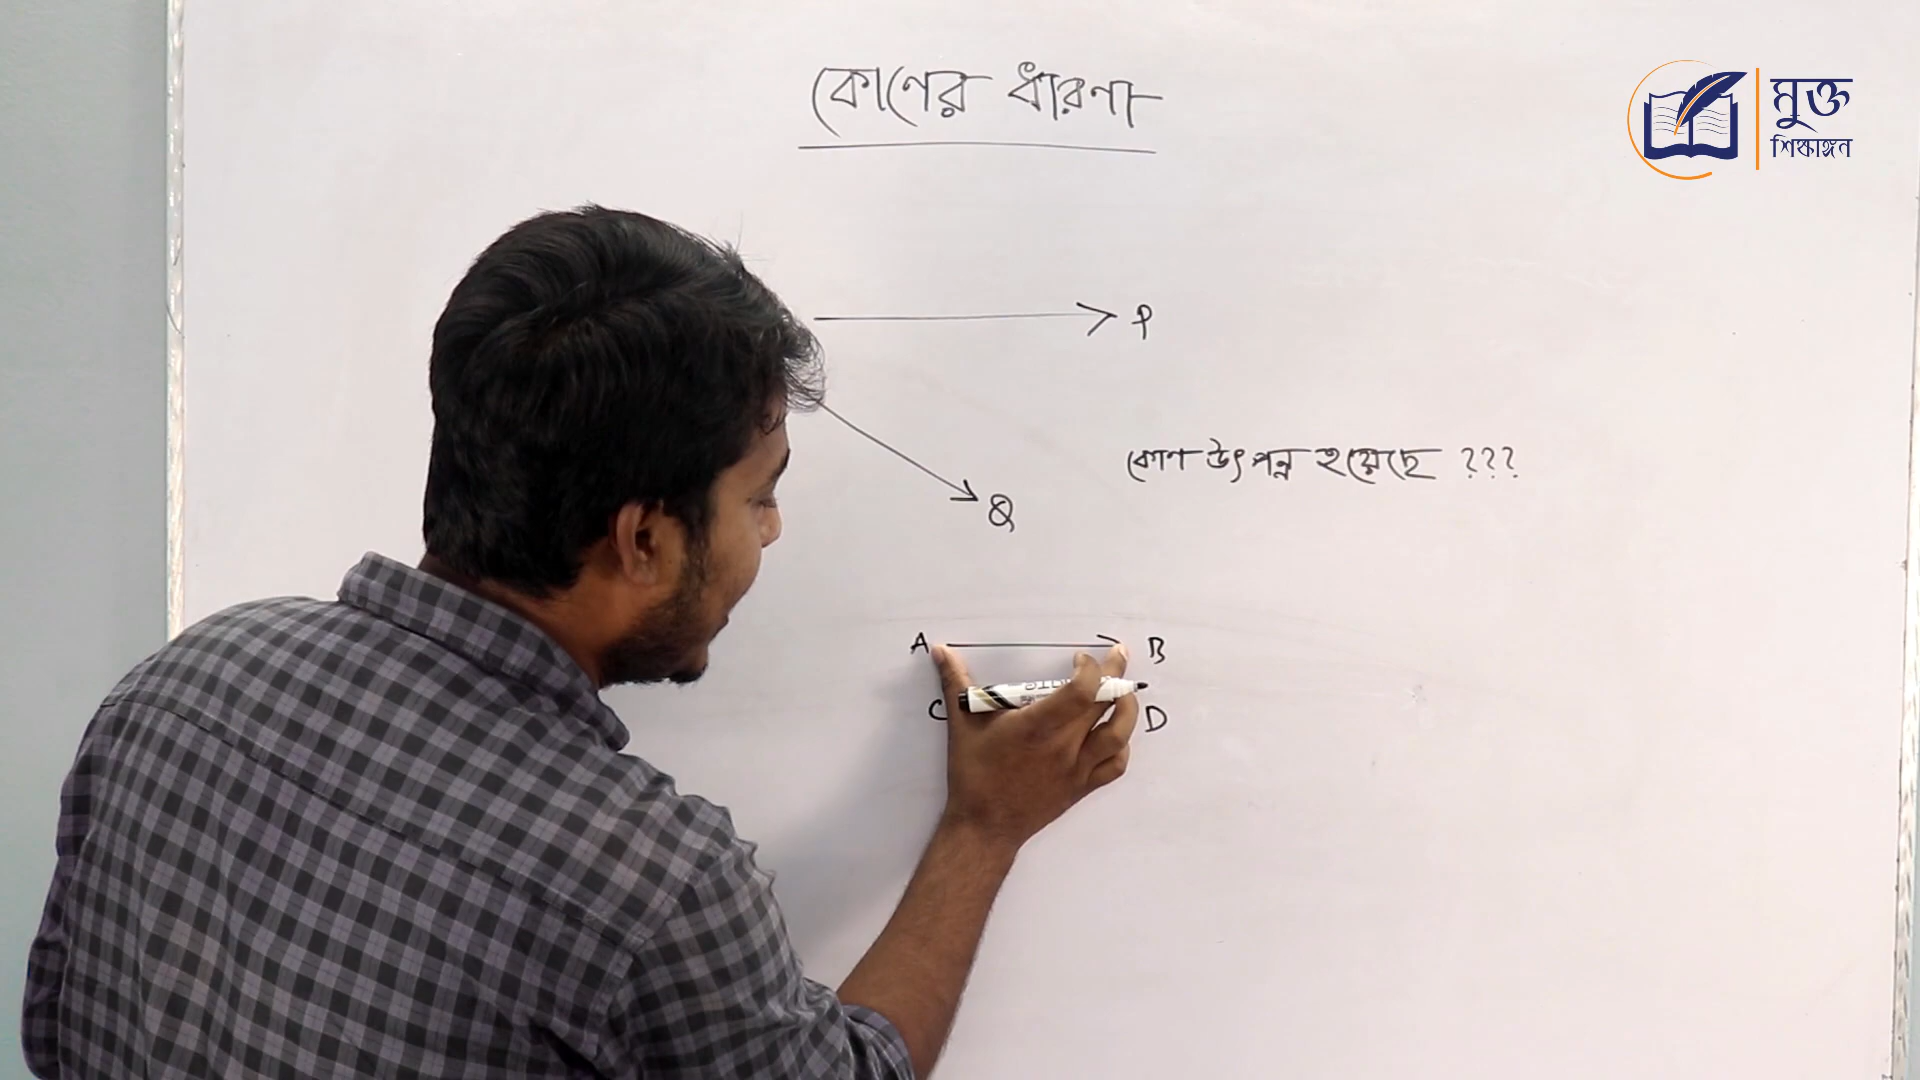 কোণের ধারণা
মুক্ত
শিক্ষাঙ্গন
P
কোণ উৎপন্ন হয়েছে ???
Q
A B
C D